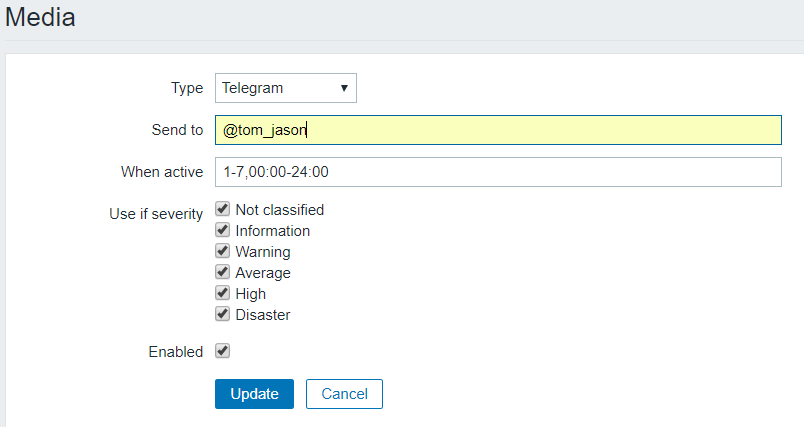 Media
Type Telegram
Send to @tom_jason
When active 1-7,00:00-24:00
Use if severity Not classified
Information
Warning
Average
High
Disaster
Enabled
Update Cancel